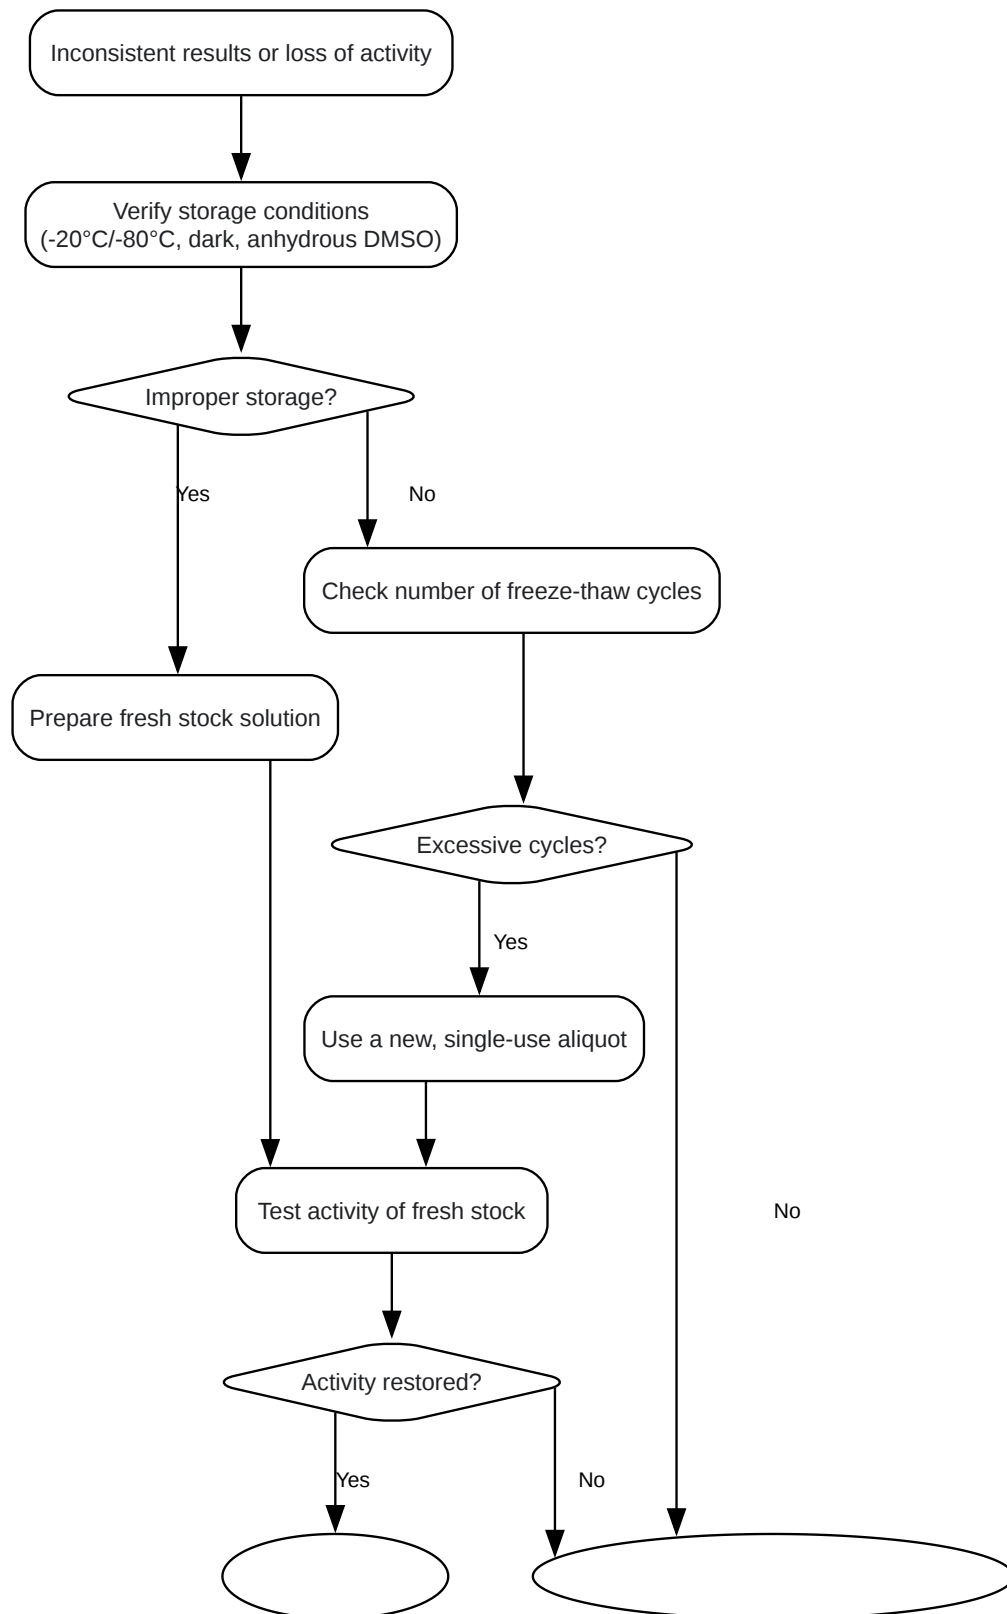 Inconsistent results or loss of activity
Verify storage conditions
(-20°C/-80°C, dark, anhydrous DMSO)
Improper storage?
Yes
No
Check number of freeze-thaw cycles
Prepare fresh stock solution
Excessive cycles?
Yes
Use a new, single-use aliquot
Test activity of fresh stock
No
Activity restored?
Yes
No